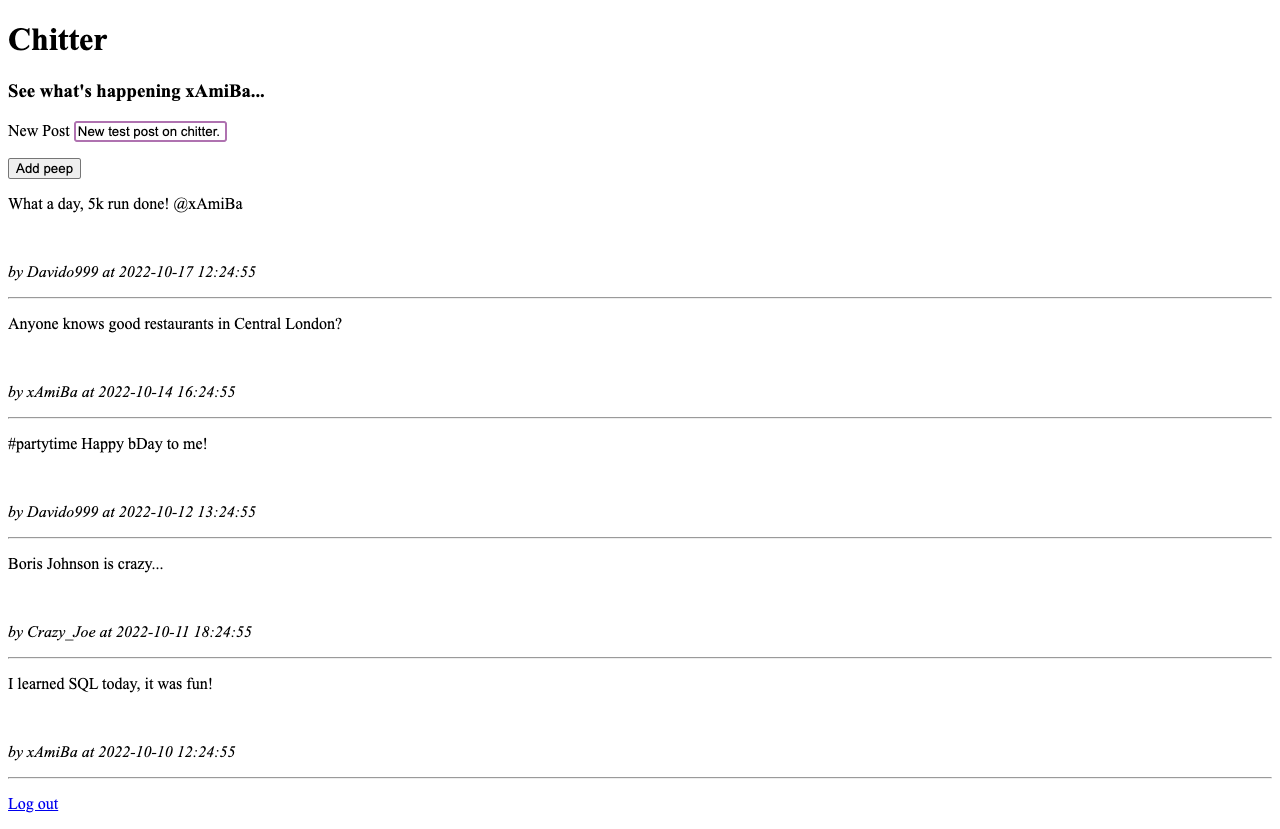 Chitter
See what's happening xAmiBa...
New Post New test post on chitter.
Add peep
What a day, 5k run done! @xAmiBa
by Davido999 at 2022-10-17 12:24:55
Anyone knows good restaurants in Central London?
by xAmiBa at 2022-10-14 16:24:55
#partytime Happy bDay to me!
by Davido999 at 2022-10-12 13:24:55
Boris Johnson is crazy...
by Crazy_Joe at 2022-10-11 18:24:55
I learned SQL today, it was fun!
by xAmiBa at 2022-10-10 12:24:55
Log out